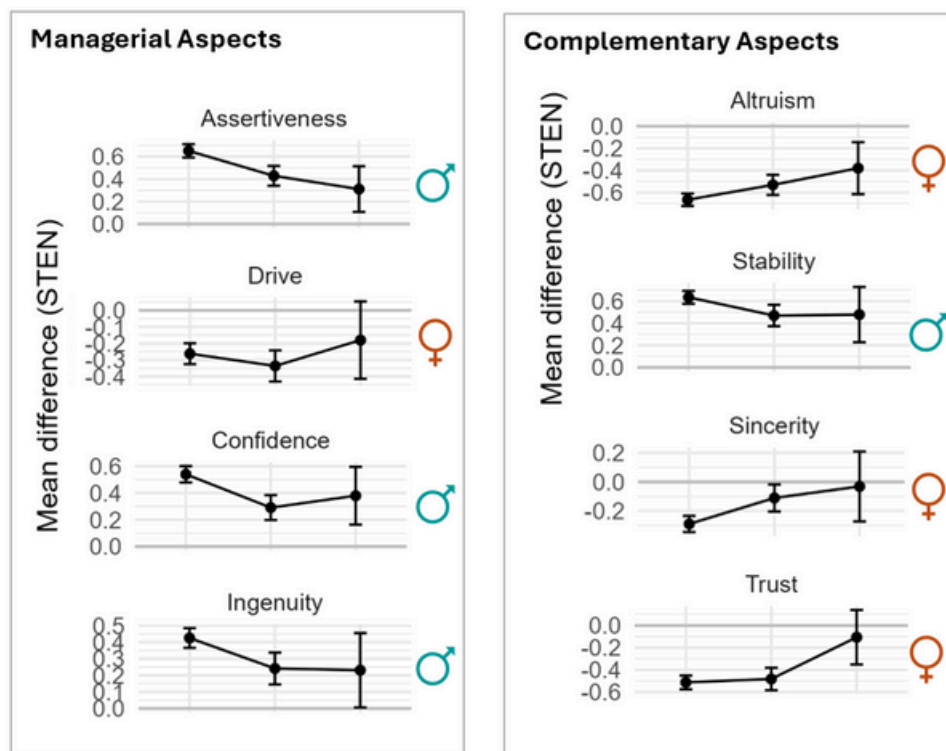 Managerial Aspects
Mean difference (STEN)
Assertiveness
0.6
0.4
0.2
0.0
Drive
0.0
-0.1
-0.2
-0.3
-0.4
Confidence
0.6
0.4
0.2
0.0
Ingenuity
0.5
0.4
0.3
0.2
0.1
0.0
Complementary Aspects
Mean difference (STEN)
Altruism
0.0
-0.2
-0.4
-0.6
Stability
0.6
0.4
0.2
0.0
Sincerity
0.2
0.0
-0.2
Trust
0.0
-0.2
-0.4
-0.6